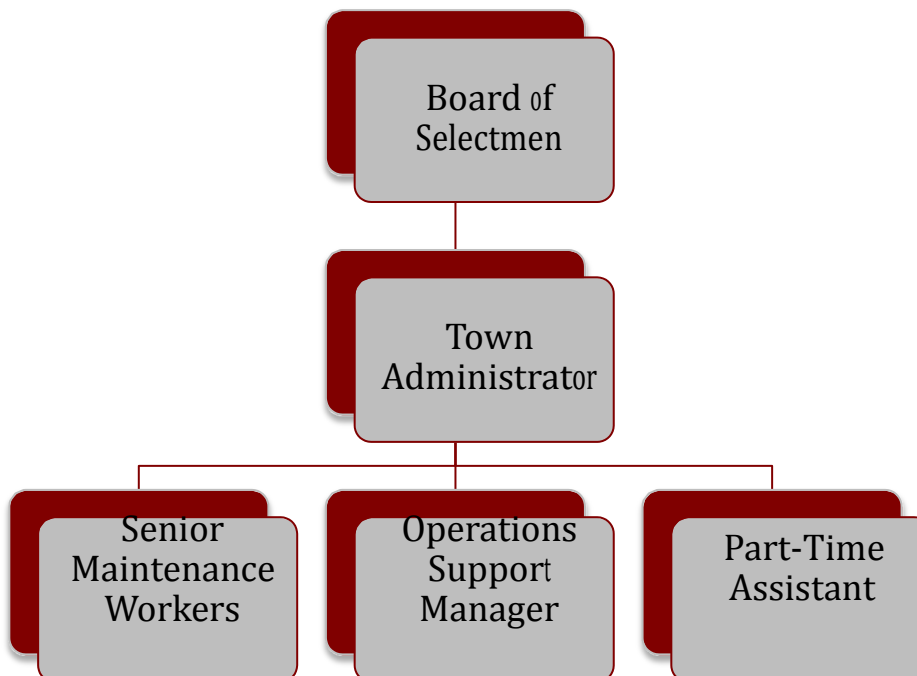 Board of
Selectmen
Town
Administrator
Senior
Maintenance
Workers
Operations
Support
Manager
Part-Time
Assistant